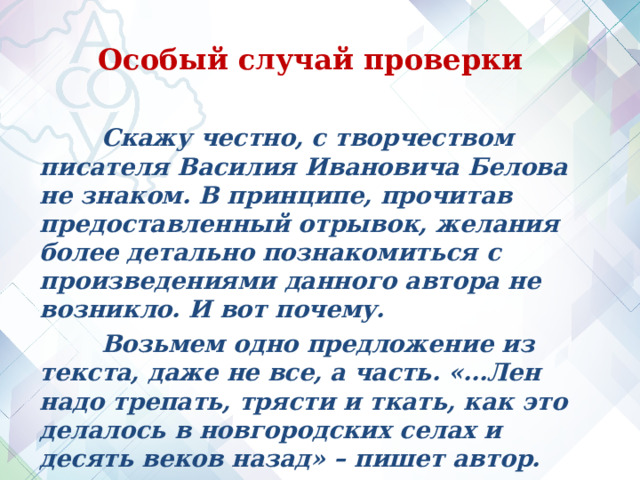 АСОУ
Особый случай проверки
Скажу честно, с творчеством
писателя Василия Ивановича Белова
не знаком. В принципе, прочитав
предоставленный отрывок, желания
более детально познакомиться с
произведениями данного автора не
возникло. И вот почему.
Возьмем одно предложение из
текста, даже не все, а часть. «…Лен
надо трепать, трясти и ткать, как это
делалось в новгородских селах и
десять веков назад» – пишет автор.